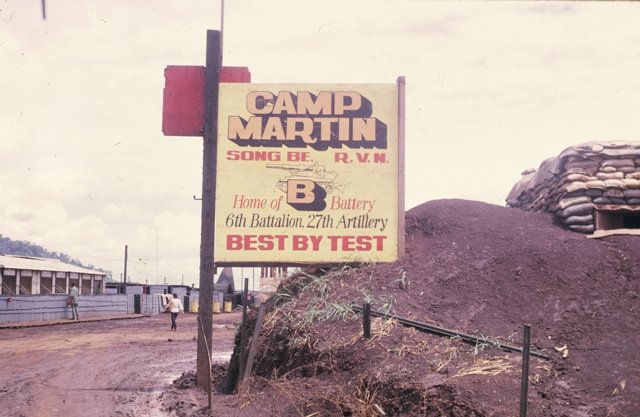 CAMP
MARTIN
SONG BE, R.V.N.
B
Home of Battery
6th Battalion, 27th Artillery
BEST BY TEST